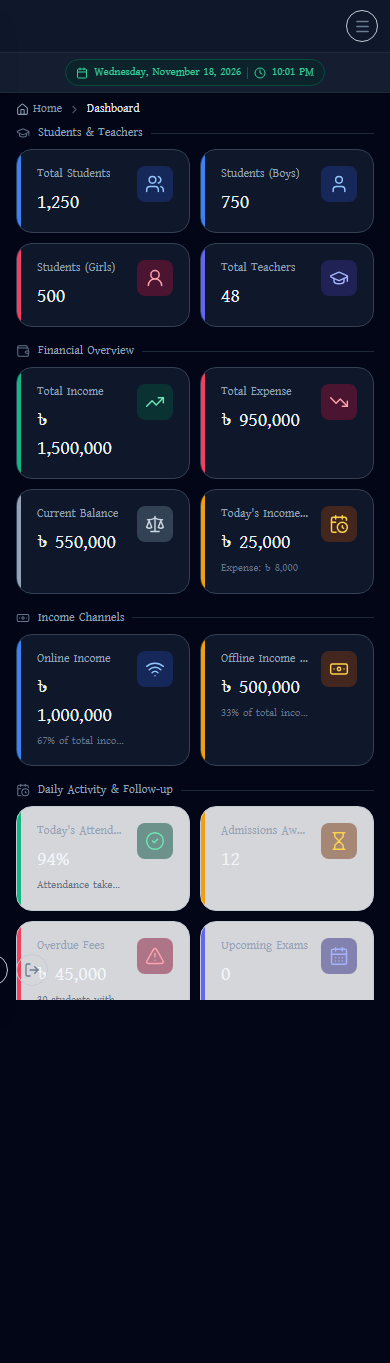 Wednesday, November 18, 2026 | 10:01 PM
Home > Dashboard
Students & Teachers
Total Students
1,250
Students (Boys)
750
Students (Girls)
500
Total Teachers
48
Financial Overview
Total Income
৳
1,500,000
Total Expense
৳ 950,000
Current Balance
৳ 550,000
Today's Income...
৳ 25,000
Expense: ৳ 8,000
Income Channels
Online Income
৳
1,000,000
67% of total inco...
Offline Income ...
৳ 500,000
33% of total inco...
Daily Activity & Follow-up
Today's Attend...
94%
Attendance take...
Admissions Aw...
12
Overdue Fees
৳ 45,000
students with
Upcoming Exams
0